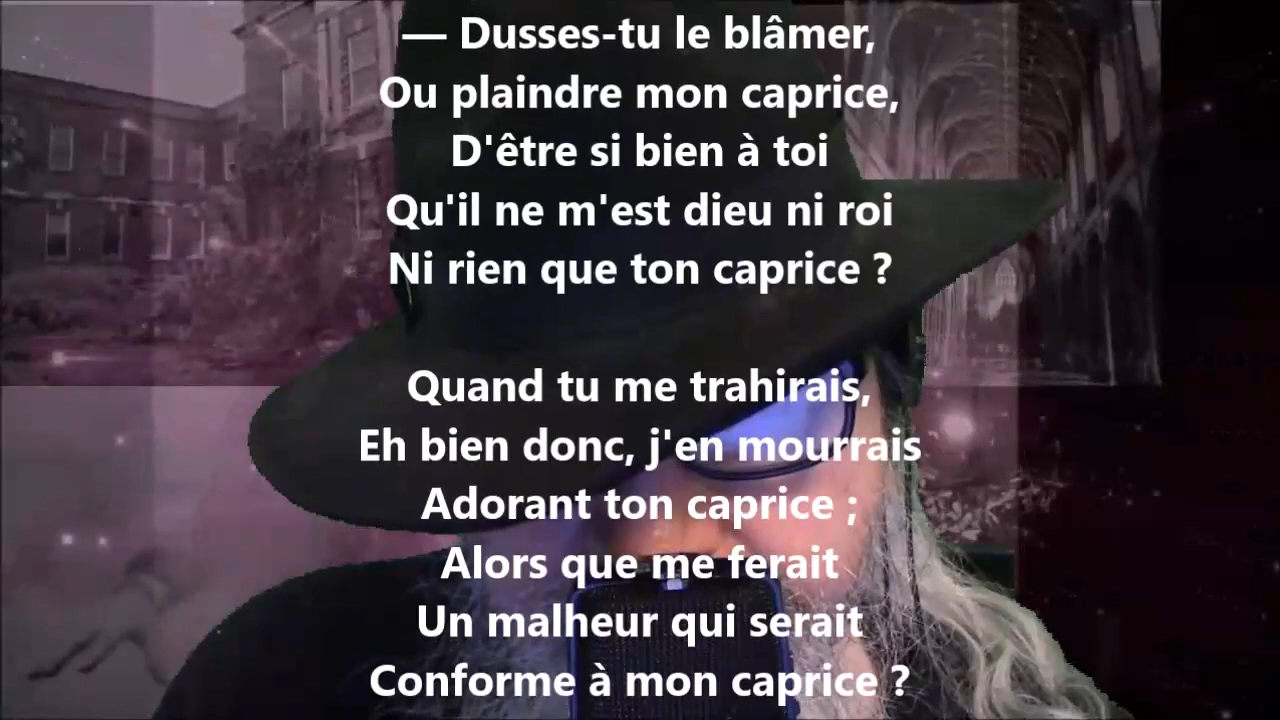 — Dusses-tu le blâmer,
Ou plaindre mon caprice,
D'être si bien à toi
Qu'il ne m'est dieu ni roi
Ni rien que ton caprice ?
Quand tu me trahirais,
Eh bien donc, j'en mourrais
Adorant ton caprice ;
Alors que me ferait
Un malheur qui serait
Conforme à mon caprice ?